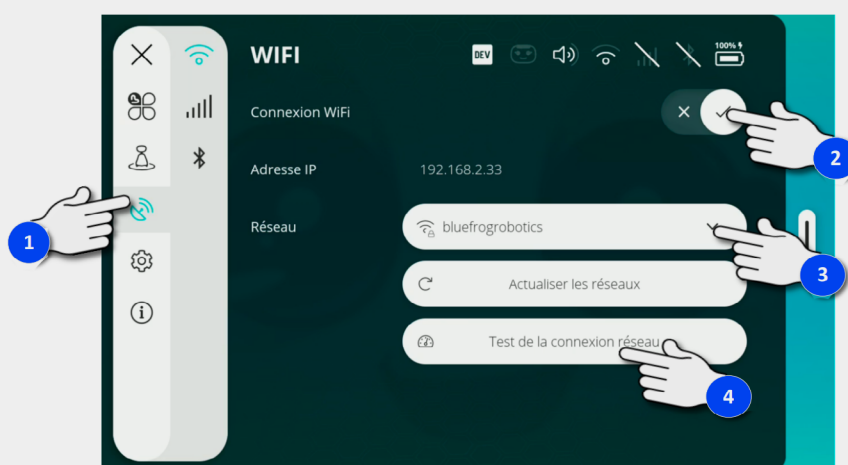 WIFI
DEV
100%
Connexion WiFi
2
Adresse IP
192.168.2.33
1
Réseau
bluefrogrobotics
3
Actualiser les réseaux
Test de la connexion réseau
4